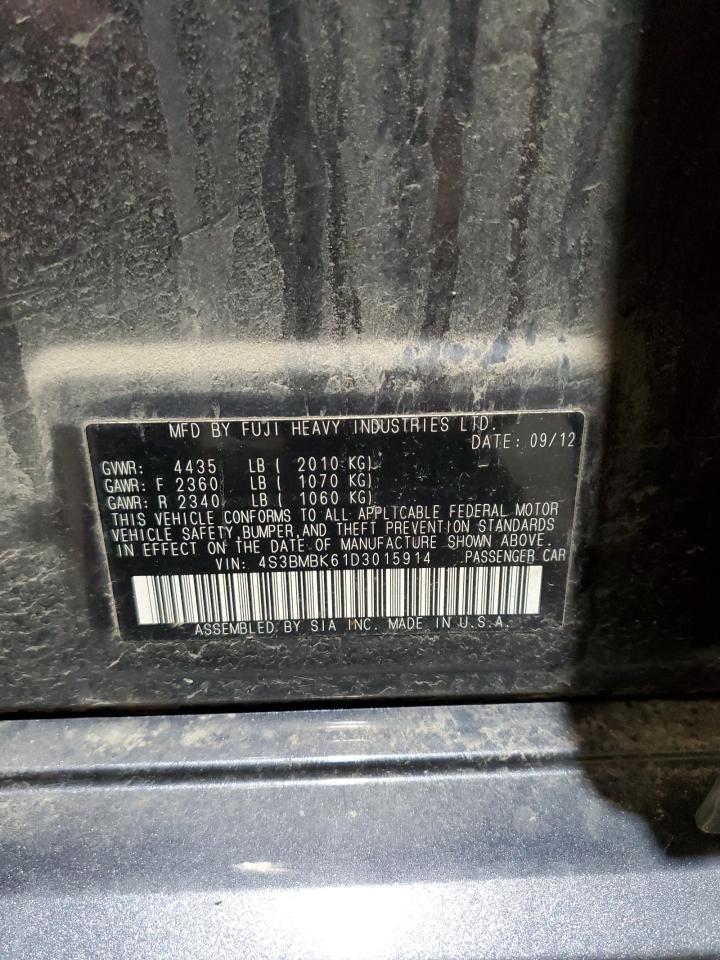 MFD BY FUJI HEAVY INDUSTRIES LTD.
DATE: 09/12
GVWR: 4435 LB ( 2010 KG)
GAWR: F 2360 LB ( 1070 KG)
GAWR: R 2340 LB ( 1060 KG)
THIS VEHICLE CONFORMS TO ALL APPLICABLE FEDERAL MOTOR
VEHICLE SAFETY, BUMPER, AND THEFT PREVENTION STANDARDS
IN EFFECT ON THE DATE OF MANUFACTURE SHOWN ABOVE.
VIN: 4S3BMBK61D3015914 PASSENGER CAR
ASSEMBLED BY SIA INC. MADE IN U.S.A.